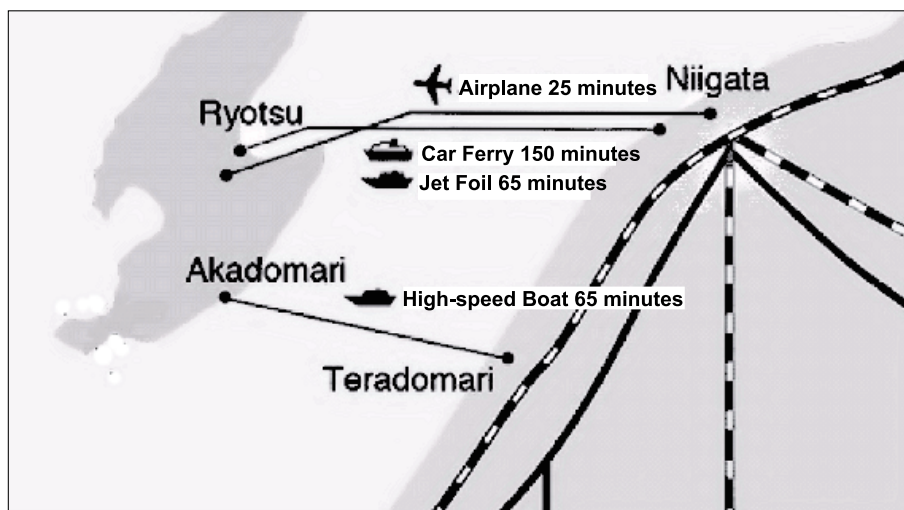 Airplane 25 minutes
Niigata
Ryotsu
Car Ferry 150 minutes
Jet Foil 65 minutes
Akadomari
High-speed Boat 65 minutes
Teradomari